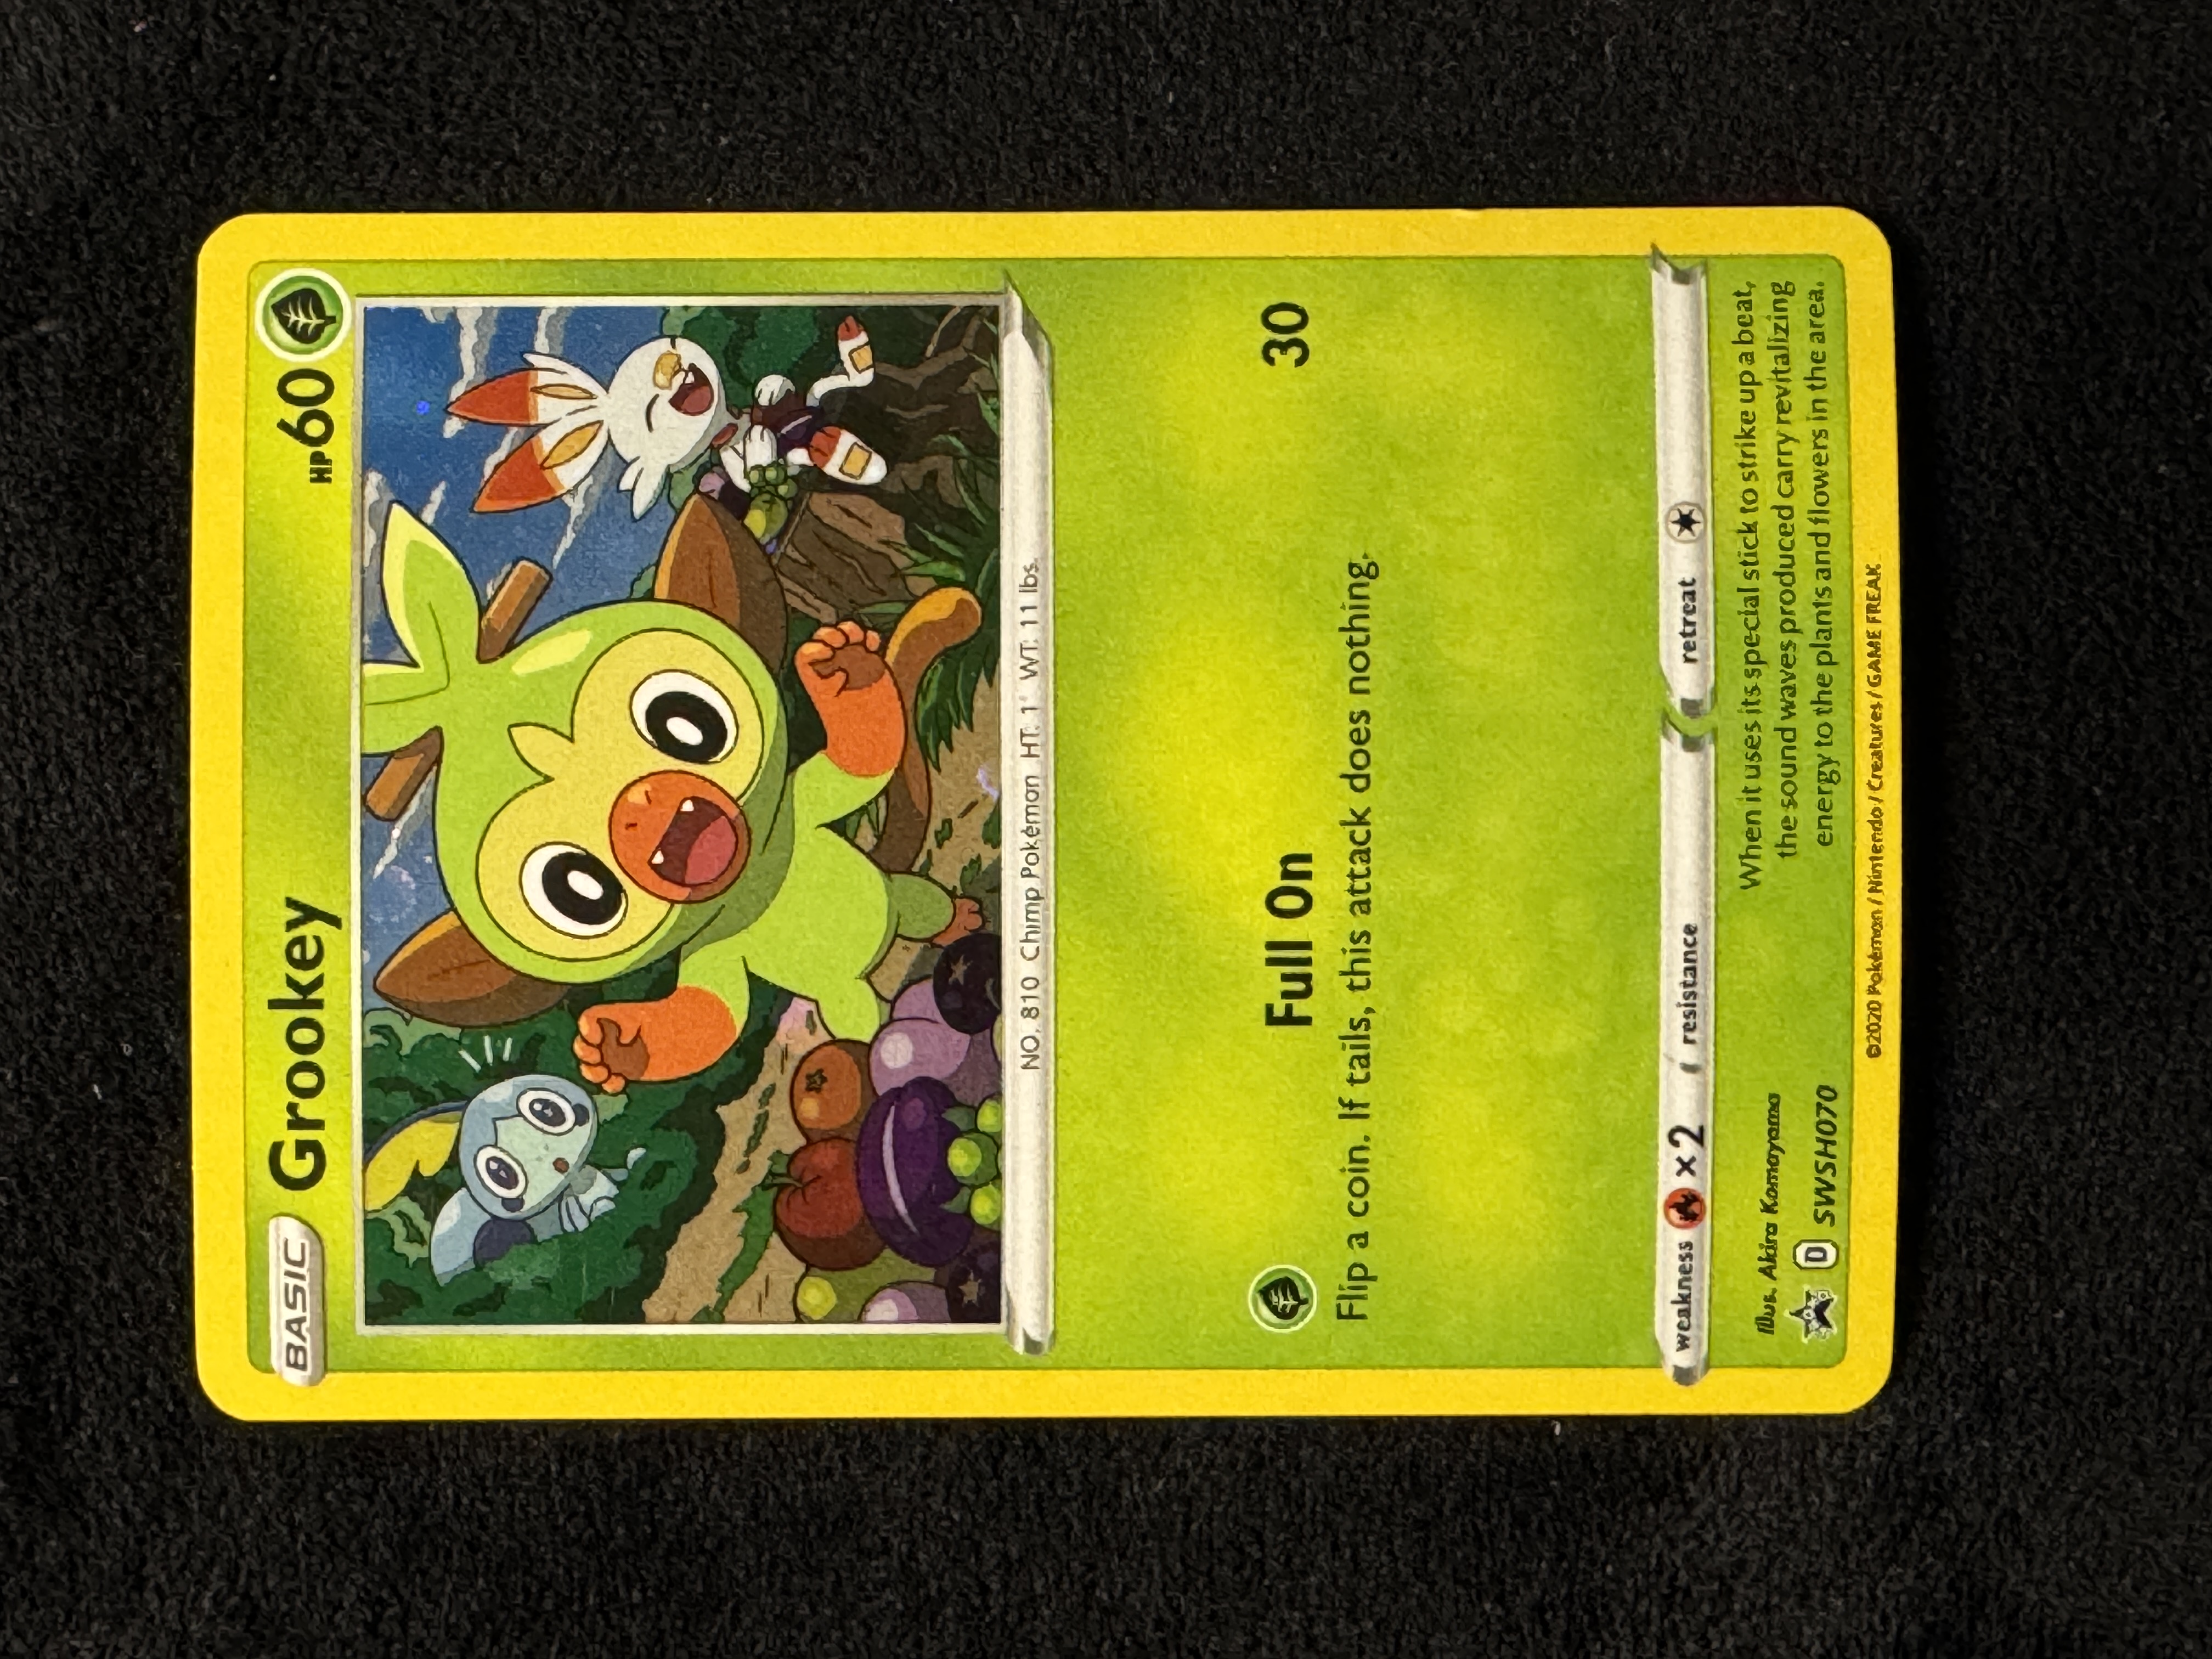 BASIC Grookey HP60
NO. 810 Chimp Pokémon HT: 1' WT: 11 lbs.
Full On 30
Flip a coin. If tails, this attack does nothing.
weakness ×2 resistance retreat
Illus. Akira Komayama
D SWSH070
When it uses its special stick to strike up a beat,
the sound waves produced carry revitalizing
energy to the plants and flowers in the area.
©2020 Pokémon / Nintendo / Creatures / GAME FREAK